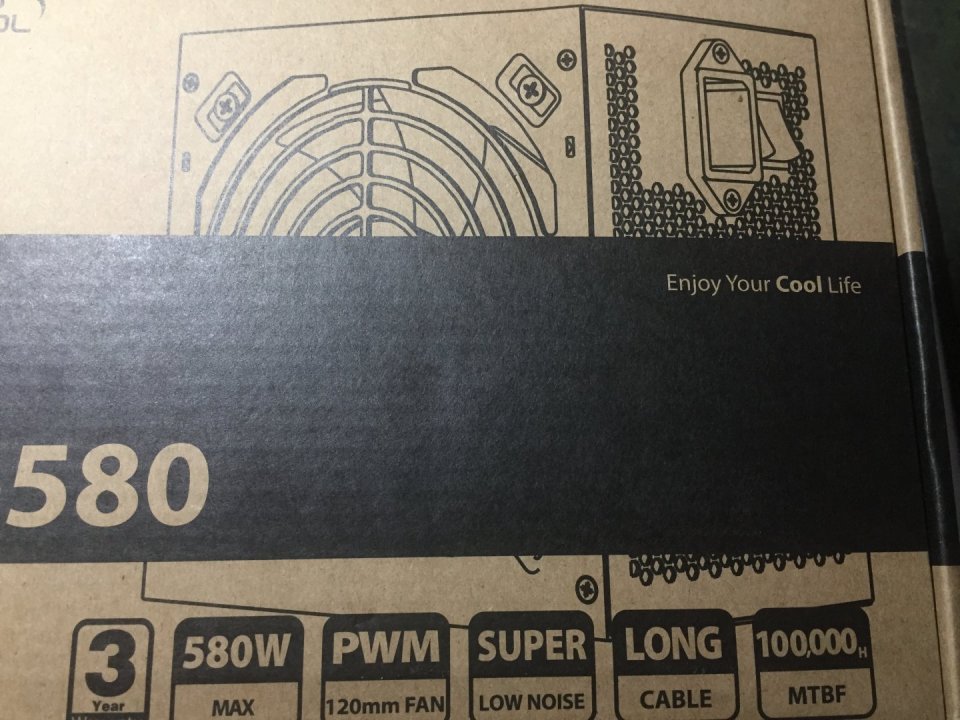 Enjoy Your Cool Life
580
3
Year
580W
MAX
PWM
120mm FAN
SUPER
LOW NOISE
LONG
CABLE
100,000H
MTBF